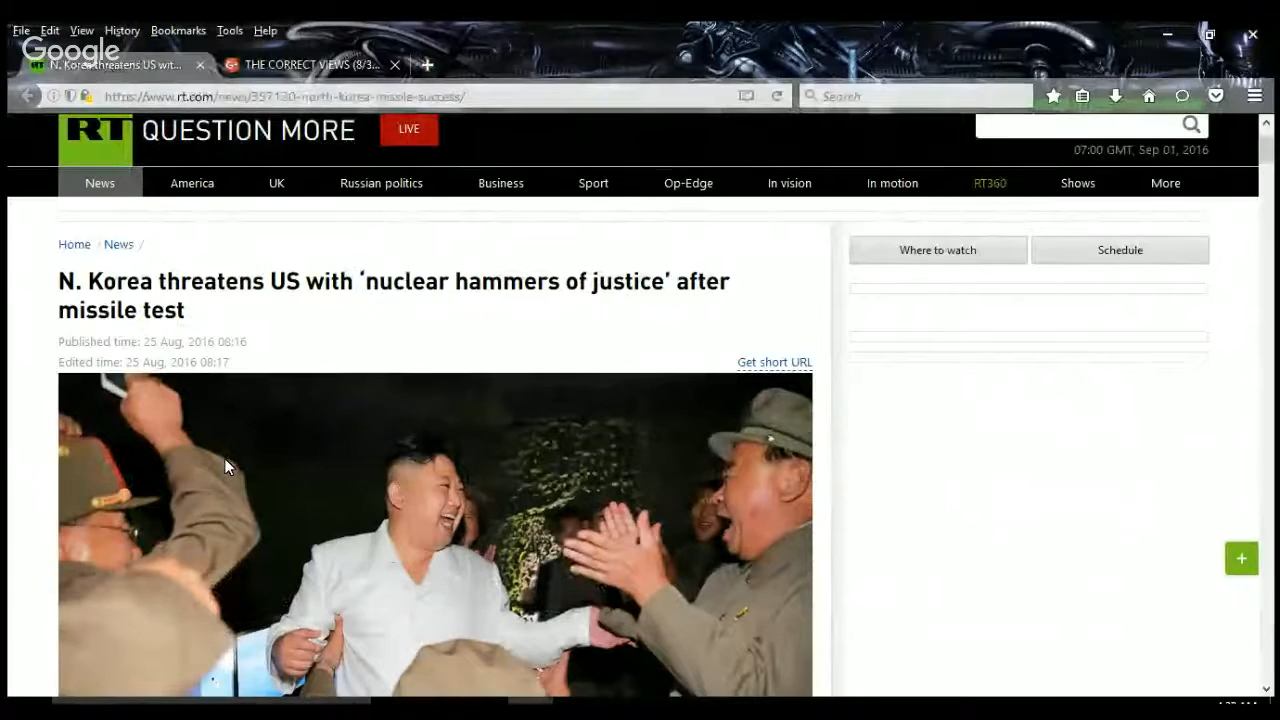 File Edit View History Bookmarks Tools Help
Google
N. Korea threatens US wit...
THE CORRECT VIEWS (8/3...
https://www.rt.com/news/357130-north-korea-missile-success/
Search
RT QUESTION MORE
LIVE
07:00 GMT, Sep 01, 2016
News America UK Russian politics Business Sport Op-Edge In vision In motion RT360 Shows More
Home / News /
Where to watch
Schedule
N. Korea threatens US with ‘nuclear hammers of justice’ after
missile test
Published time: 25 Aug, 2016 08:16
Edited time: 25 Aug, 2016 08:17
Get short URL